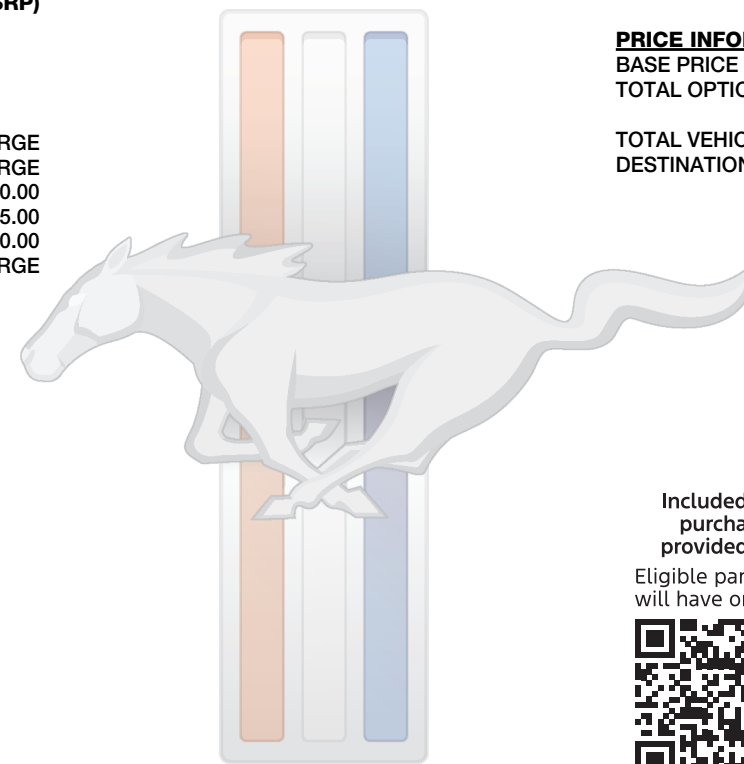 SRP)
RGE
RGE
0.00
5.00
0.00
RGE
PRICE INFO
BASE PRICE
TOTAL OPTIO
TOTAL VEHIC
DESTINATION
Included
purcha
provided
Eligible par
will have o